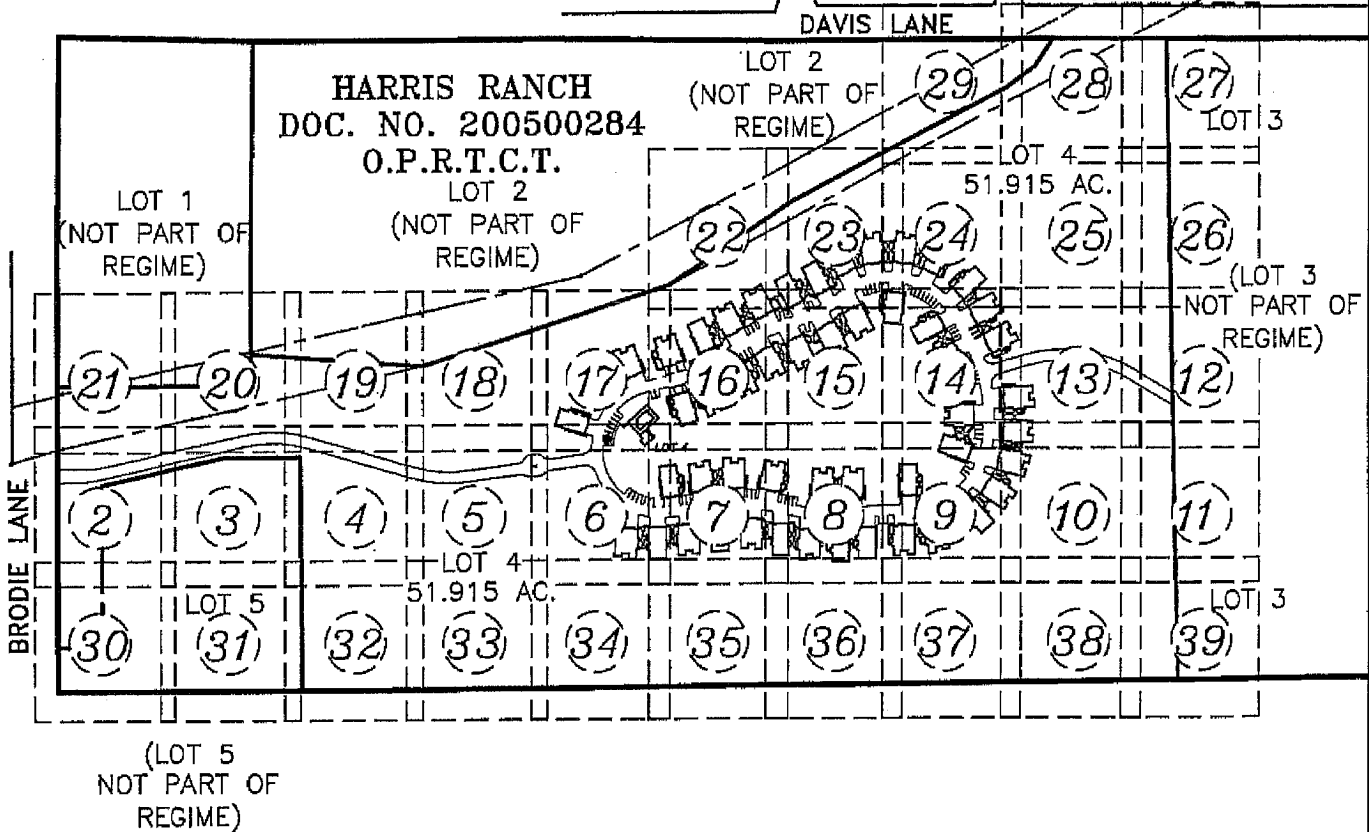 DAVIS LANE
HARRIS RANCH
DOC. NO. 200500284
O.P.R.T.C.T.
LOT 2
(NOT PART OF
REGIME)
29
28
27
LOT 3
LOT 4
51.915 AC.
LOT 1
(NOT PART OF
REGIME)
LOT 2
(NOT PART OF
REGIME)
22
23
24
25
26
(LOT 3
NOT PART OF
REGIME)
21
20
19
18
17
16
15
14
13
12
BRODIE LANE
2
3
4
5
6
7
8
9
10
11
LOT 4
51.915 AC.
LOT 5
LOT 3
30
31
32
33
34
35
36
37
38
39
(LOT 5
NOT PART OF
REGIME)